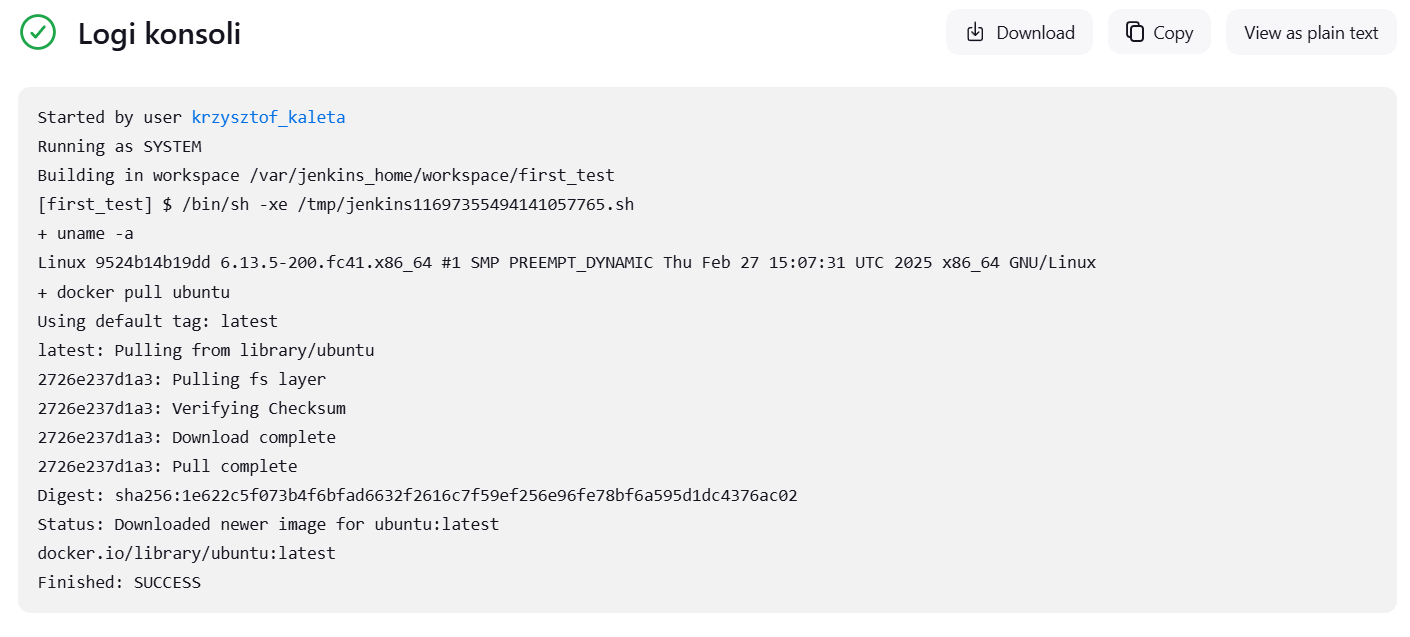 Logi konsoli
Download
Copy
View as plain text
Started by user krzysztof_kaleta
Running as SYSTEM
Building in workspace /var/jenkins_home/workspace/first_test
[first_test] $ /bin/sh -xe /tmp/jenkins11697355494141057765.sh
+ uname -a
Linux 9524b14b19dd 6.13.5-200.fc41.x86_64 #1 SMP PREEMPT_DYNAMIC Thu Feb 27 15:07:31 UTC 2025 x86_64 GNU/Linux
+ docker pull ubuntu
Using default tag: latest
latest: Pulling from library/ubuntu
2726e237d1a3: Pulling fs layer
2726e237d1a3: Verifying Checksum
2726e237d1a3: Download complete
2726e237d1a3: Pull complete
Digest: sha256:1e622c5f073b4f6bfad6632f2616c7f59ef256e96fe78bf6a595d1dc4376ac02
Status: Downloaded newer image for ubuntu:latest
docker.io/library/ubuntu:latest
Finished: SUCCESS